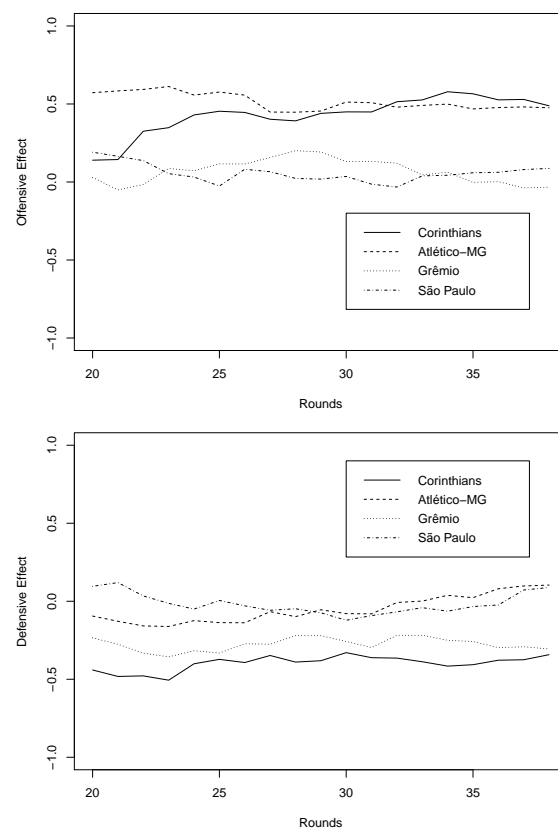 1.0
0.5
0.0
−0.5
−1.0
Offensive Effect
Corinthians
Atlético−MG
Grêmio
São Paulo
20 25 30 35
Rounds
1.0
0.5
0.0
−0.5
−1.0
Defensive Effect
Corinthians
Atlético−MG
Grêmio
São Paulo
20 25 30 35
Rounds